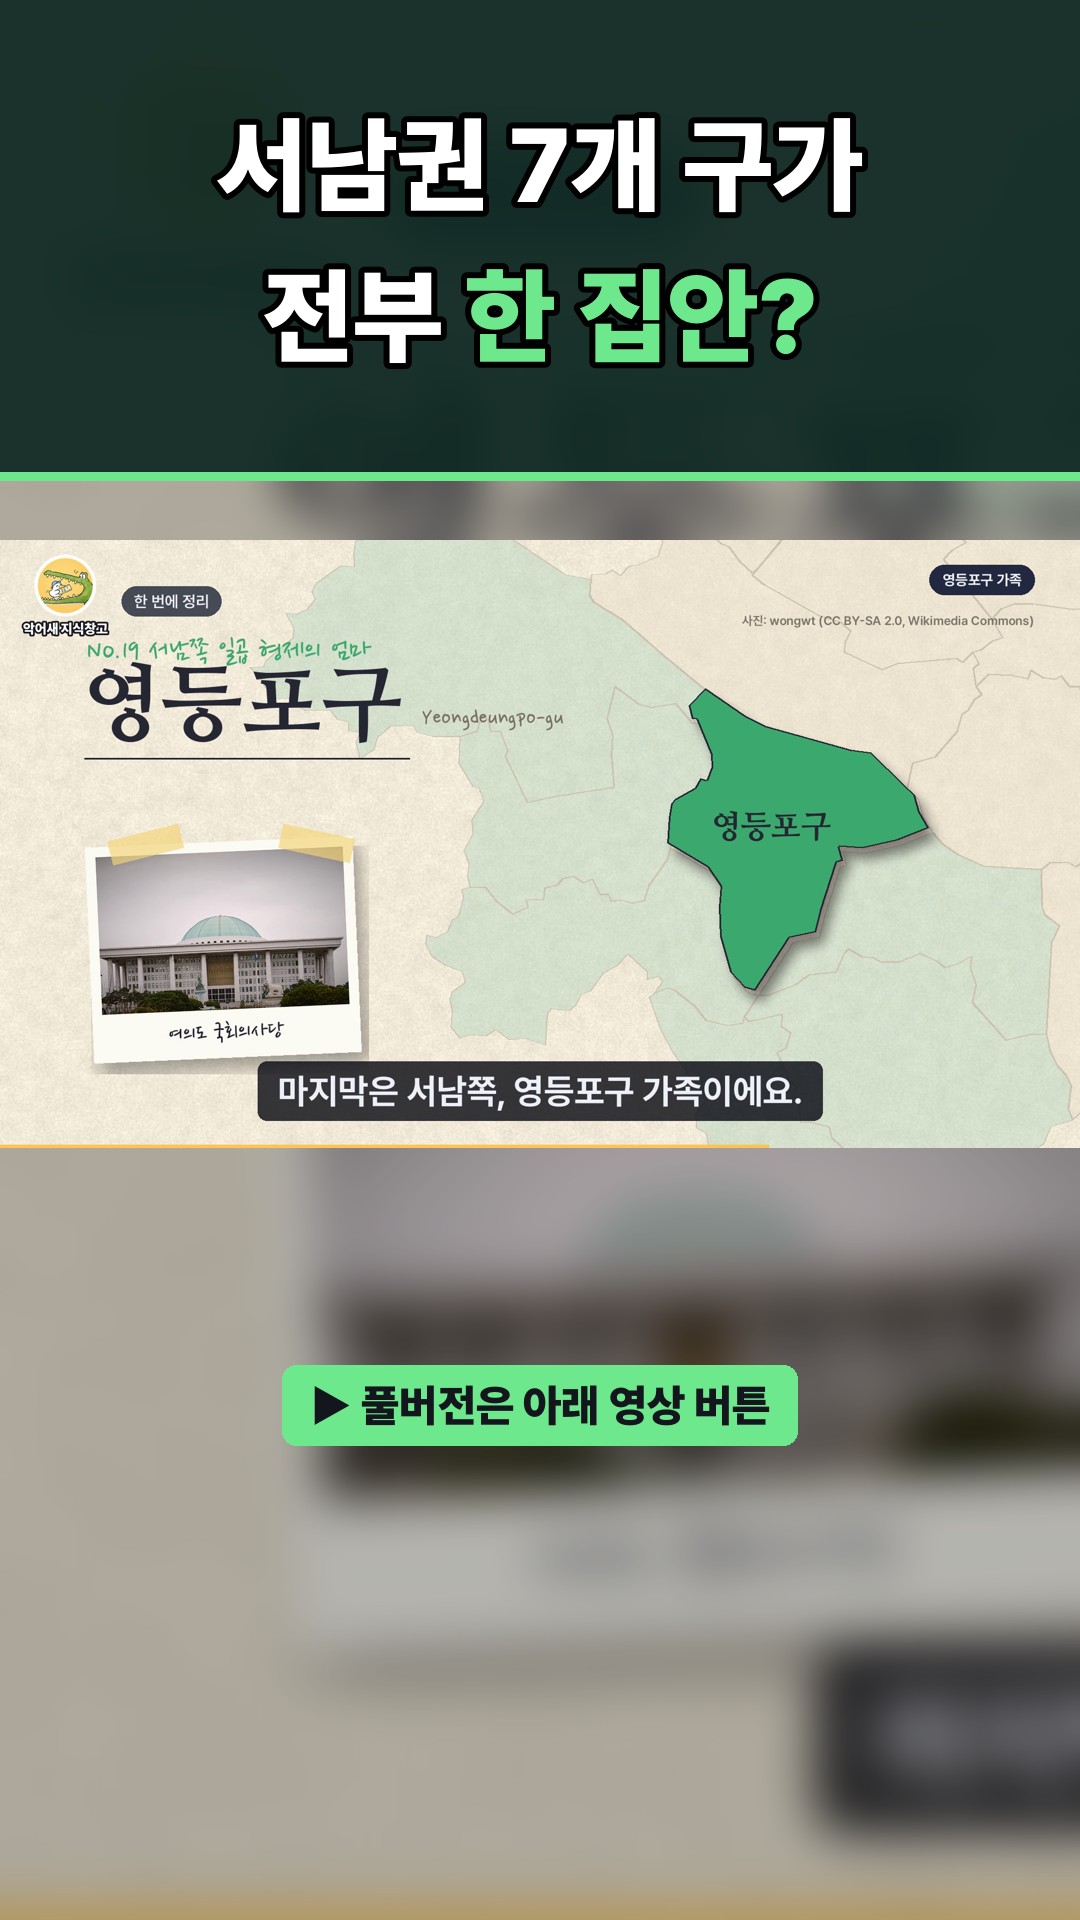 서남권 7개 구가
전부 한 집안?
악어새지식창고
한 번에 정리
영등포구 가족
사진: wongwt (CC BY-SA 2.0, Wikimedia Commons)
No.19 서남쪽 일곱 형제의 엄마
영등포구 Yeongdeungpo-gu
영등포구
여의도 국회의사당
마지막은 서남쪽, 영등포구 가족이에요.
▶ 풀버전은 아래 영상 버튼